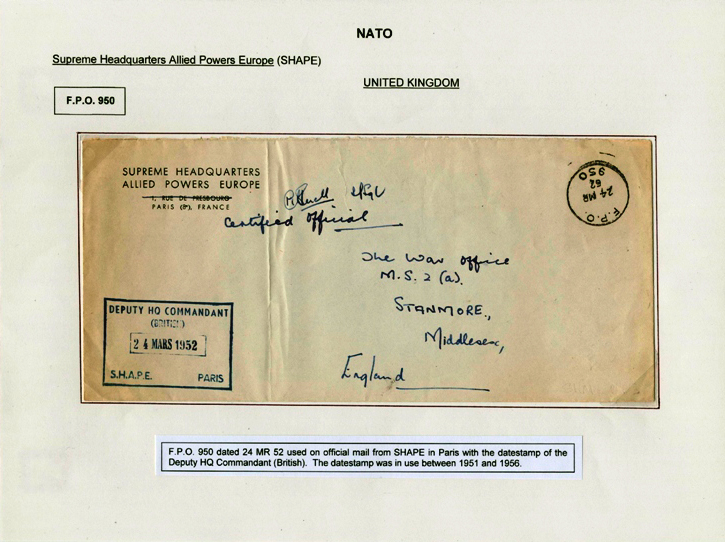 NATO
Supreme Headquarters Allied Powers Europe (SHAPE)
UNITED KINGDOM
F.P.O. 950
SUPREME HEADQUARTERS
ALLIED POWERS EUROPE
1, RUE DE PRESBOURG
PARIS (8e), FRANCE
Certified Official
F.P.O.
24 MR
52
950
The War Office
M.S. 2 (a).
STANMORE,
Middlesex,
England
DEPUTY HQ COMMANDANT
(BRITISH)
24 MARS 1952
S.H.A.P.E. PARIS
F.P.O. 950 dated 24 MR 52 used on official mail from SHAPE in Paris with the datestamp of the
Deputy HQ Commandant (British). The datestamp was in use between 1951 and 1956.